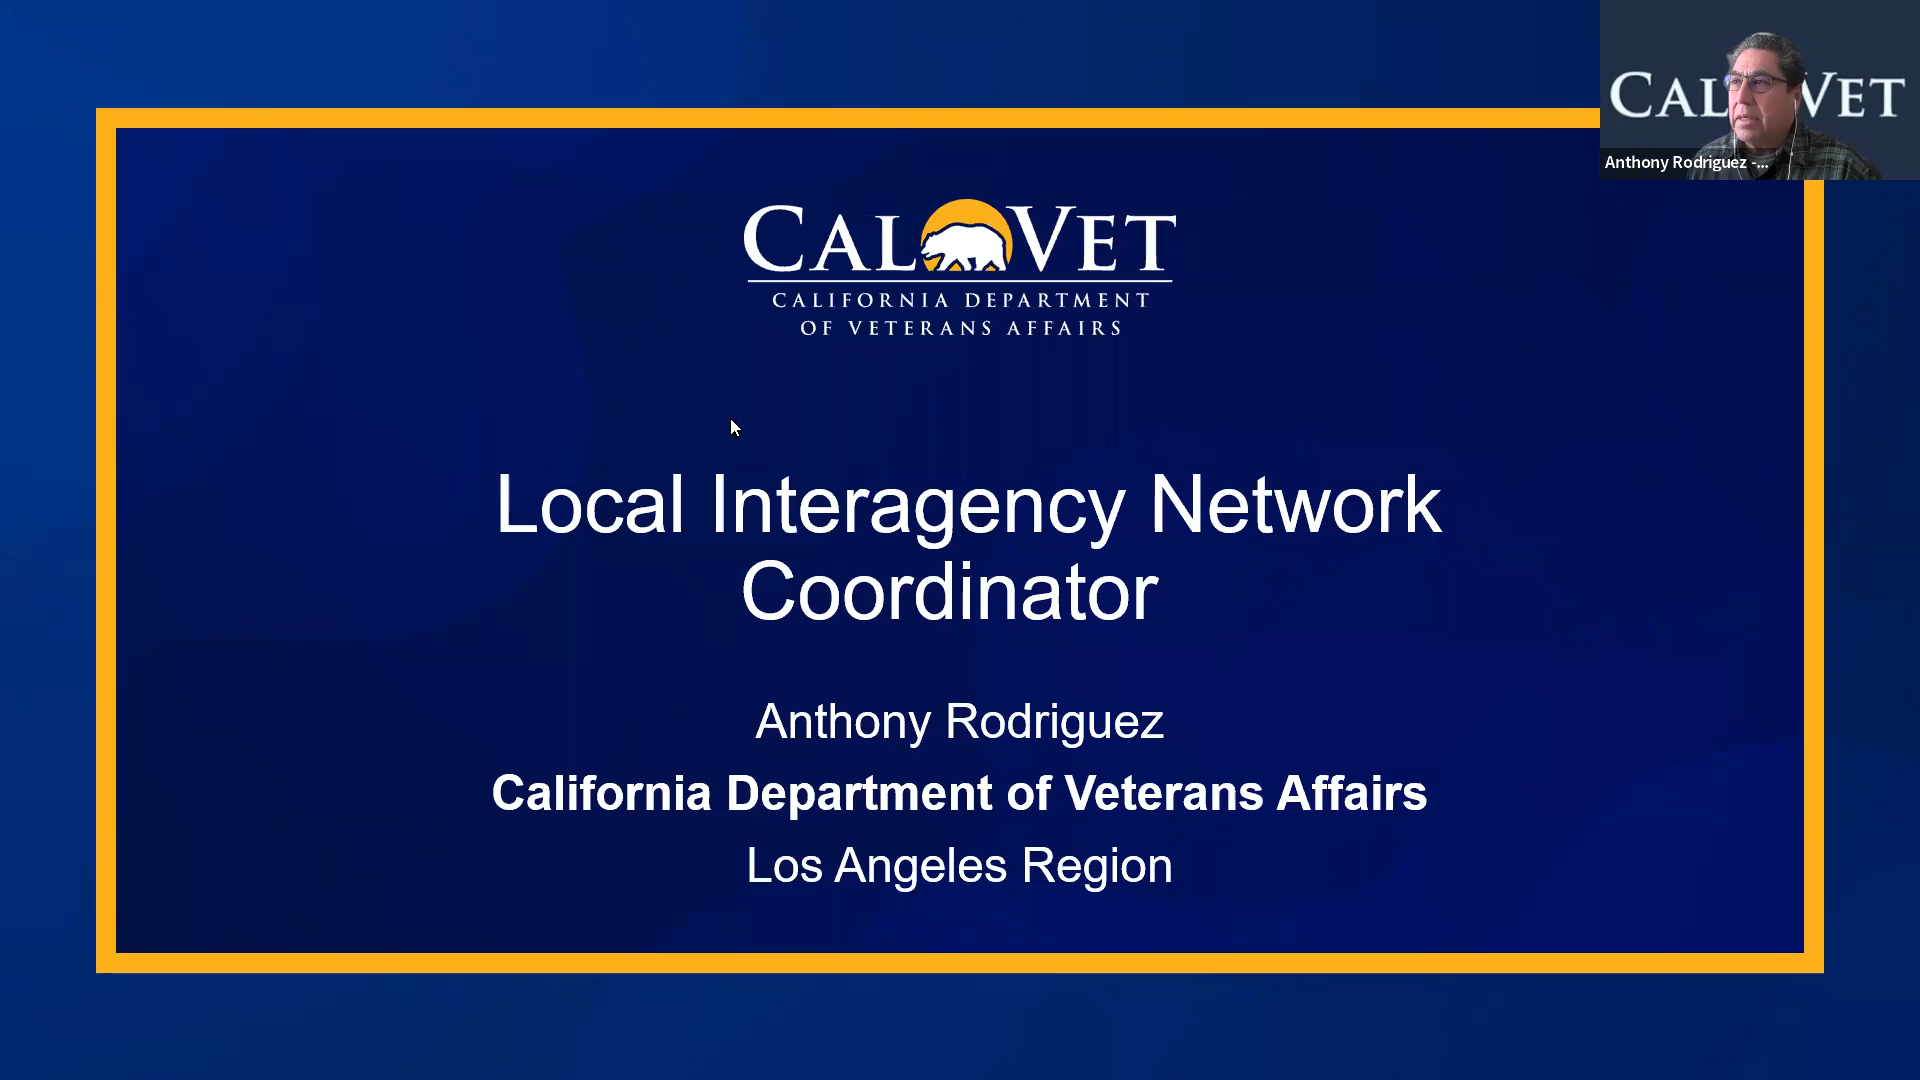 CAL VET
CALIFORNIA DEPARTMENT
OF VETERANS AFFAIRS
Local Interagency Network
Coordinator
Anthony Rodriguez
California Department of Veterans Affairs
Los Angeles Region
CAL VET
Anthony Rodriguez -...